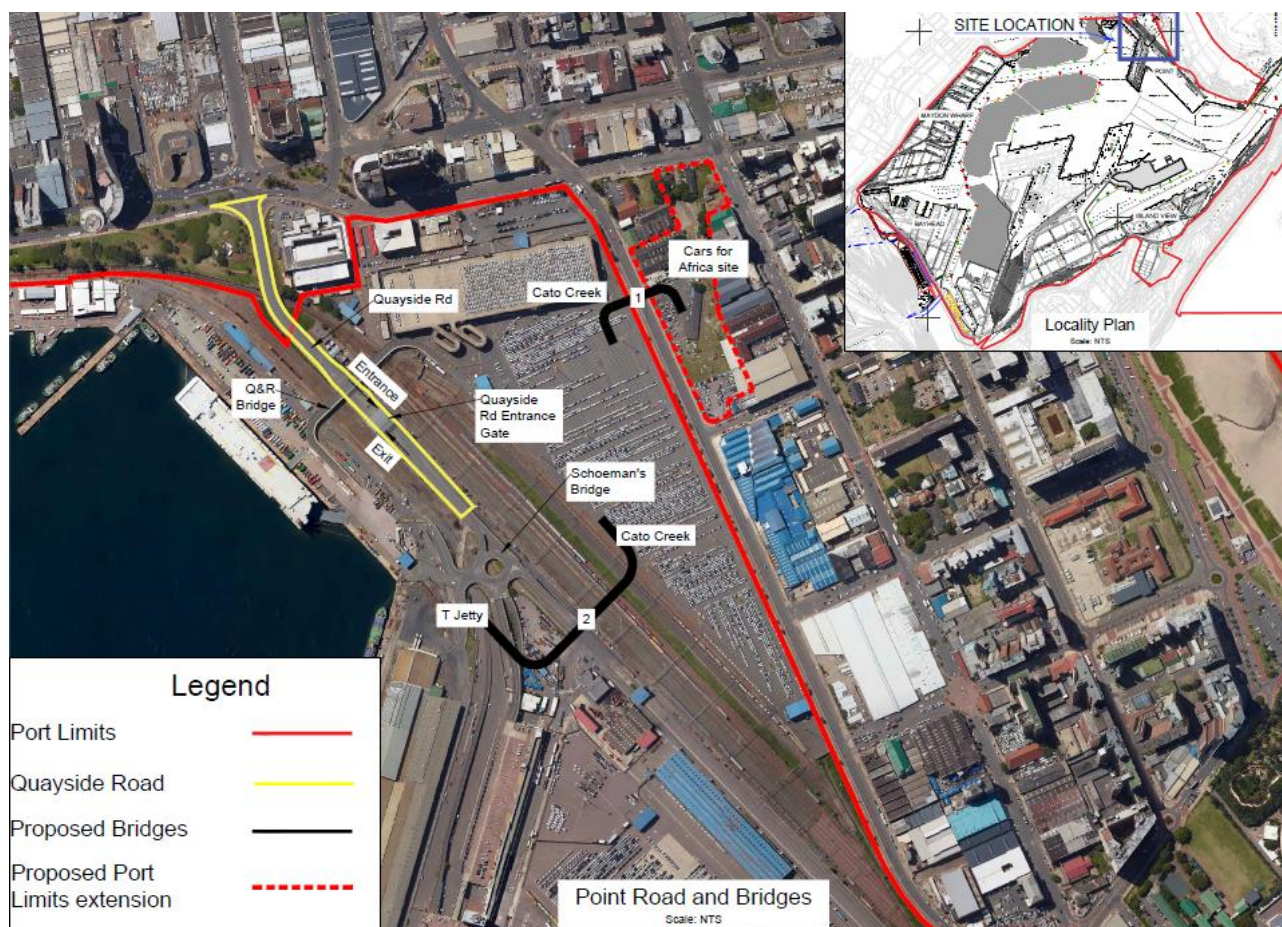 SITE LOCATION
POINT
MAYDON WHARF
BAYHEAD
ISLAND VIEW
Locality Plan
Scale: NTS
Cars for
Africa site
Cato Creek
1
Quayside Rd
Entrance
Q&R
Bridge
Quayside
Rd Entrance
Gate
Exit
Schoeman's
Bridge
Cato Creek
T Jetty
2
Legend
Port Limits
Quayside Road
Proposed Bridges
Proposed Port
Limits extension
Point Road and Bridges
Scale: NTS